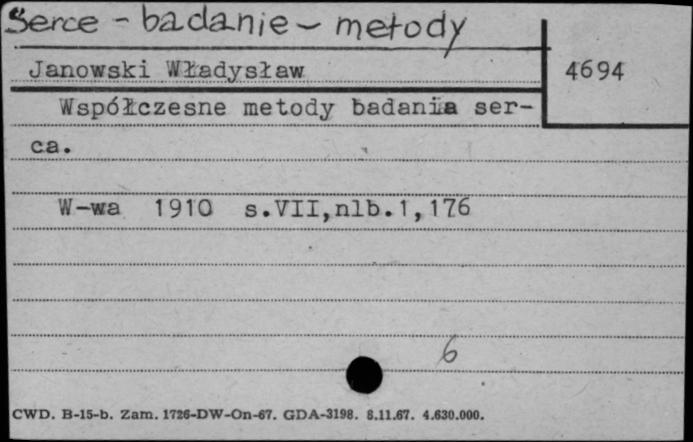 Serce - badanie - metody
Janowski Władysław
4694
Współczesne metody badania ser-
ca.
W-wa 1910 s.VII,nlb.1,176
6
CWD. B-15-b. Zam. 1726-DW-On-67. GDA-3198. 8.11.67. 4.630.000.